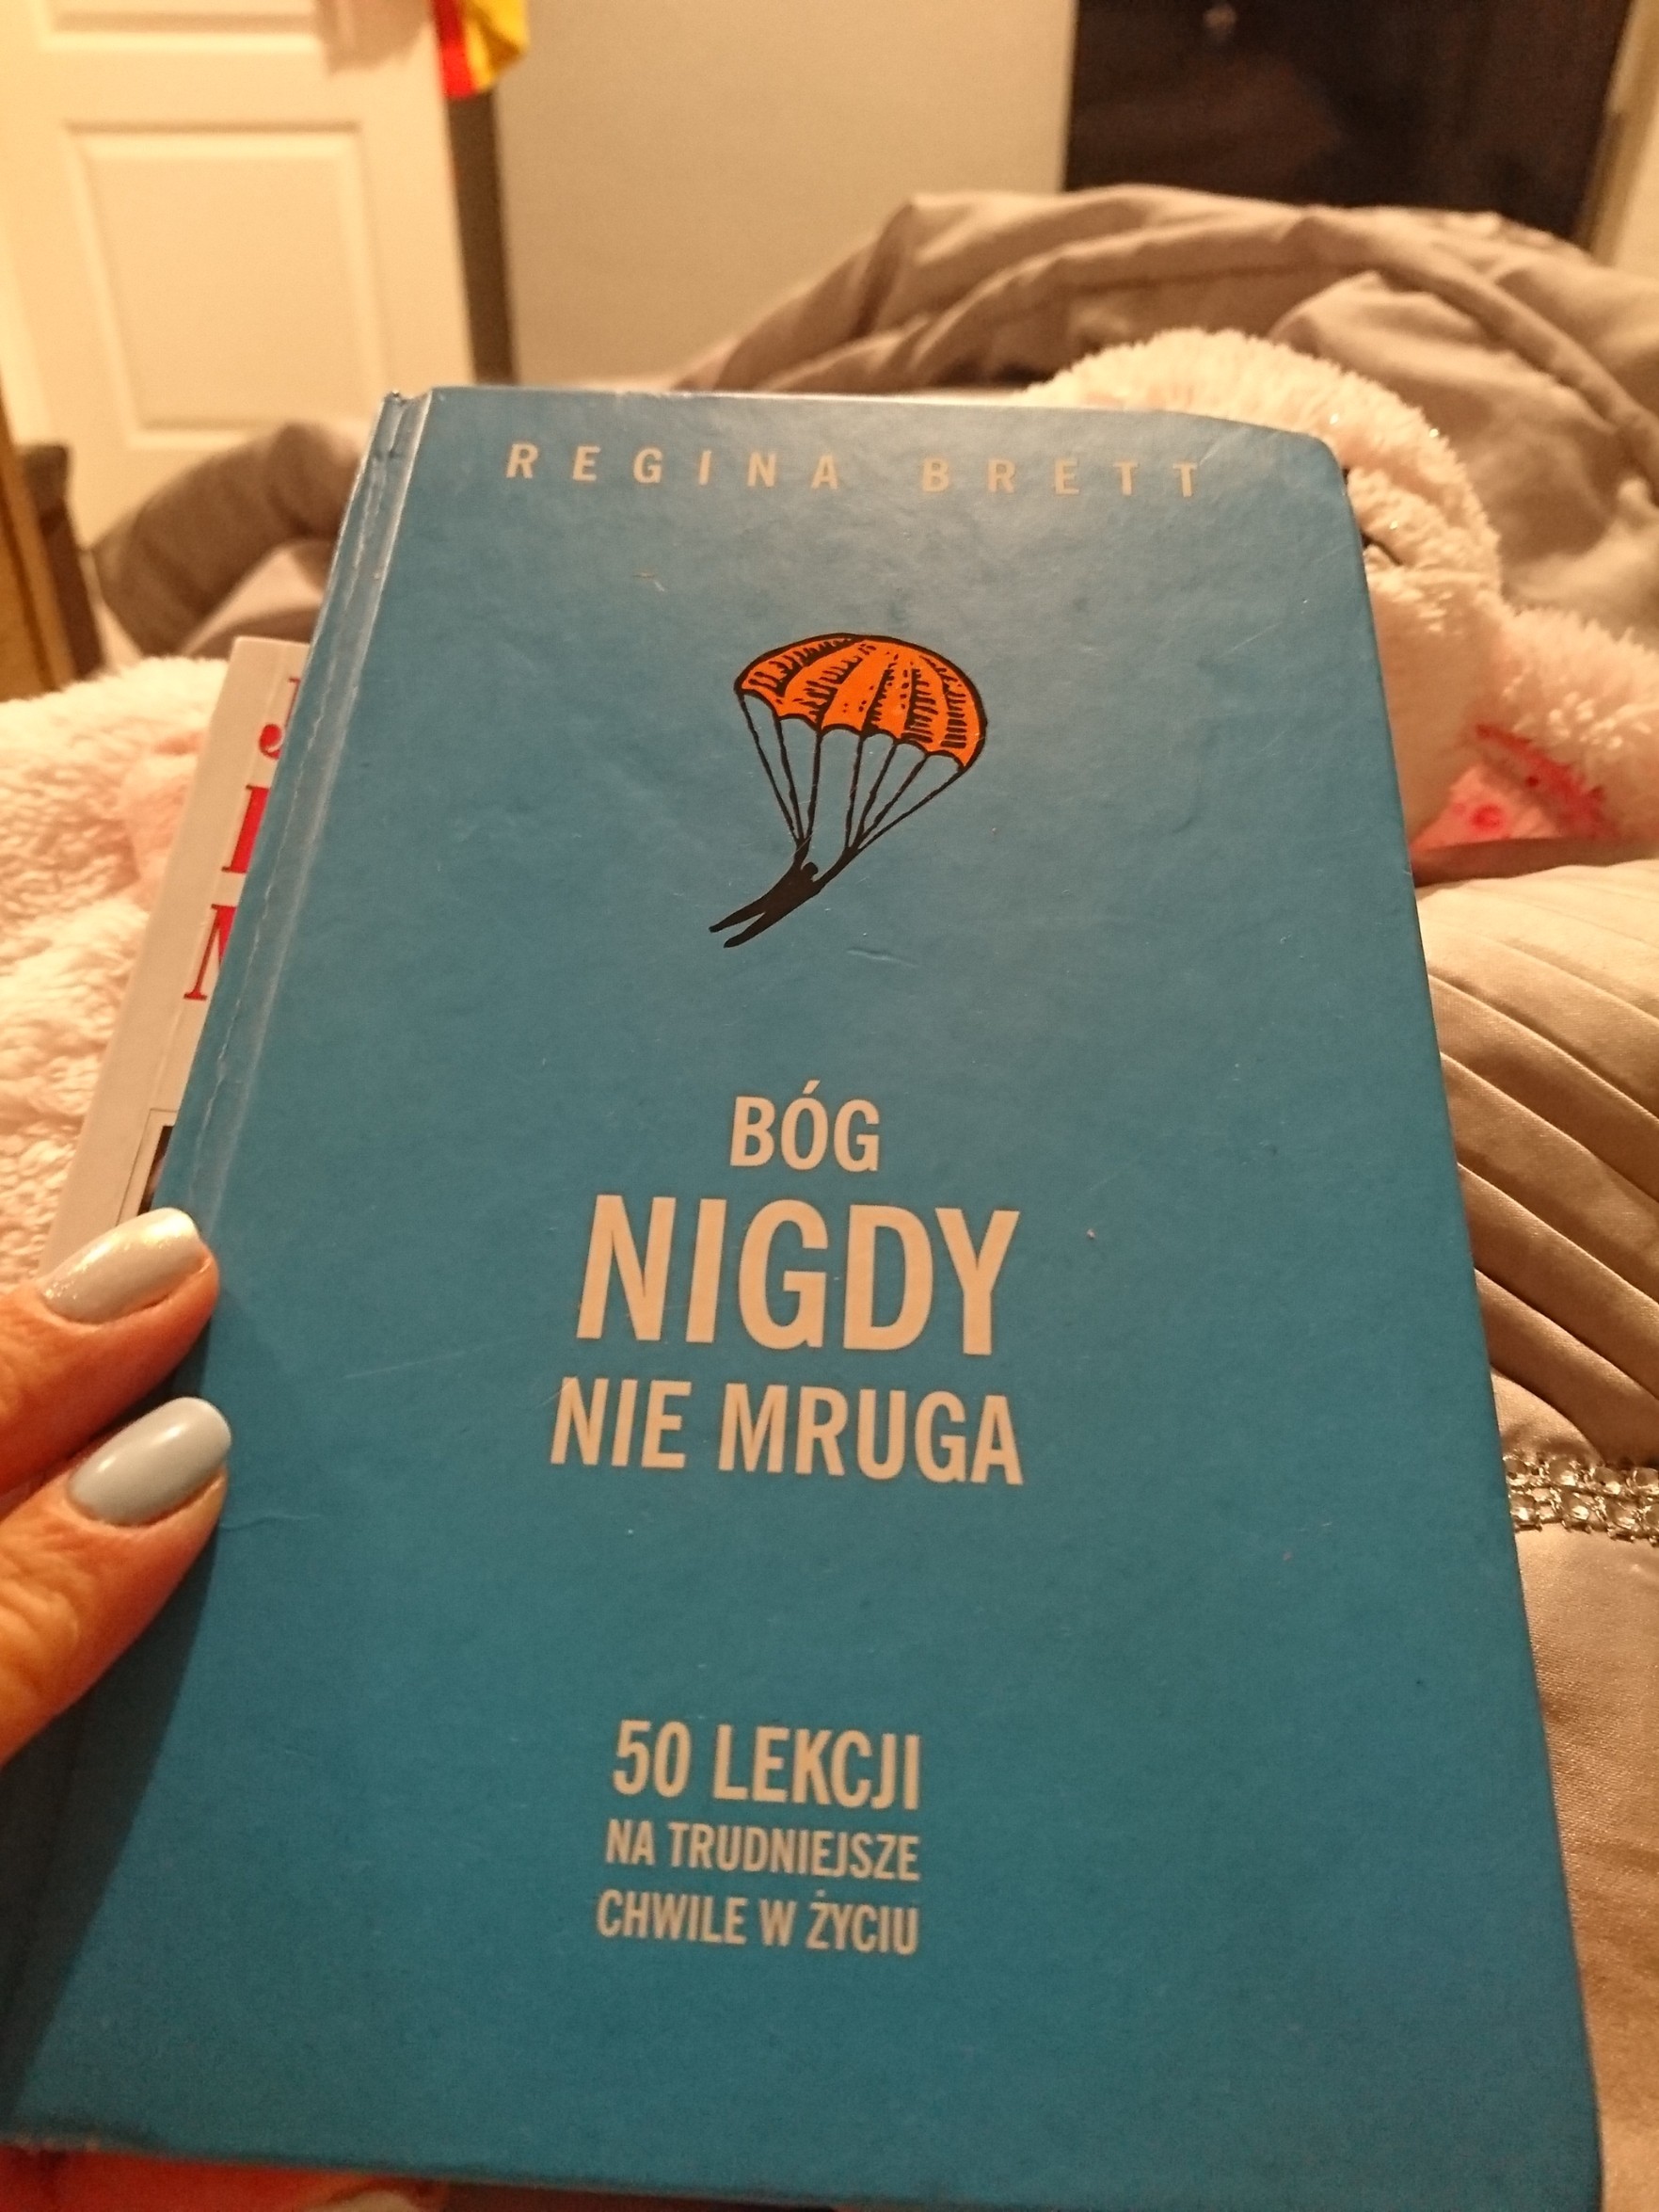 REGINA BRETT
BÓG
NIGDY
NIE MRUGA
50 LEKCJI
NA TRUDNIEJSZE
CHWILE W ŻYCIU